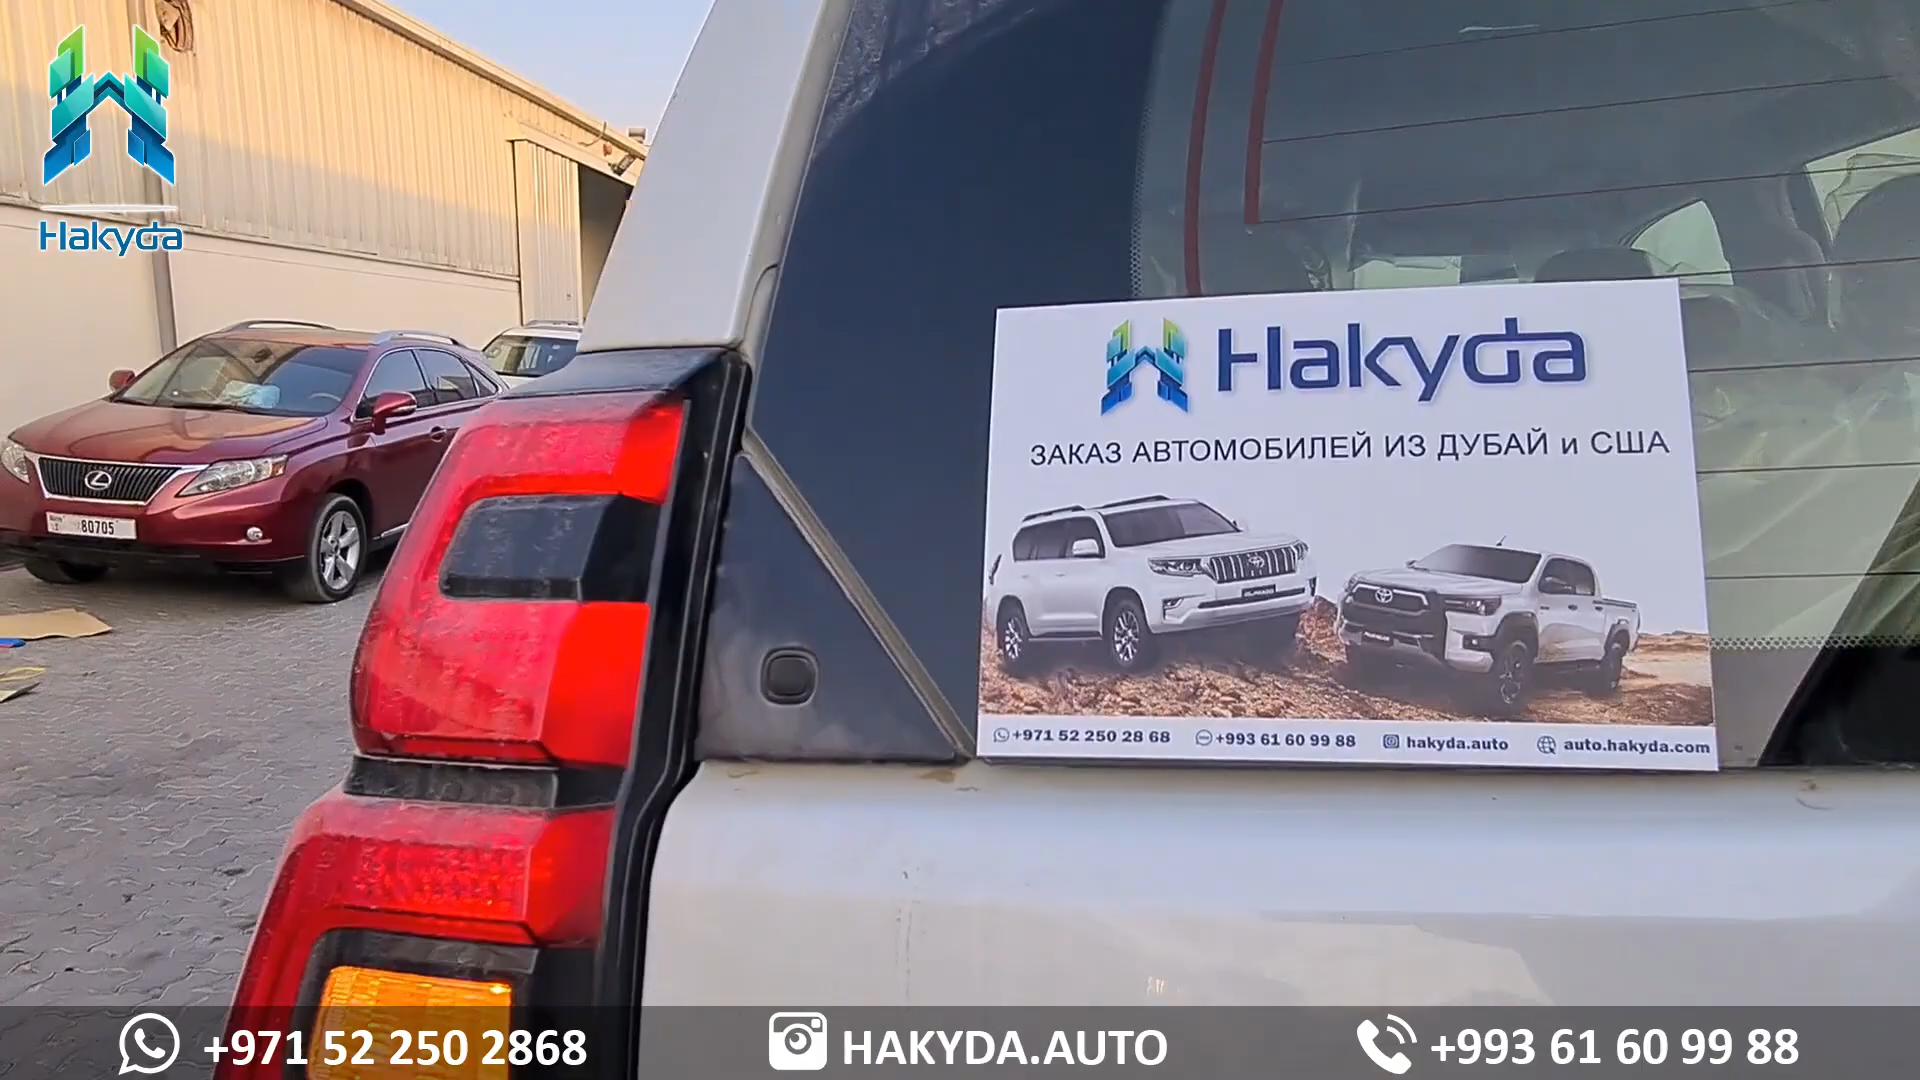 Hakyda
80705
Hakyda
ЗАКАЗ АВТОМОБИЛЕЙ ИЗ ДУБАЙ и США
+971 52 250 28 68 +993 61 60 99 88 hakyda.auto auto.hakyda.com
+971 52 250 2868 HAKYDA.AUTO +993 61 60 99 88